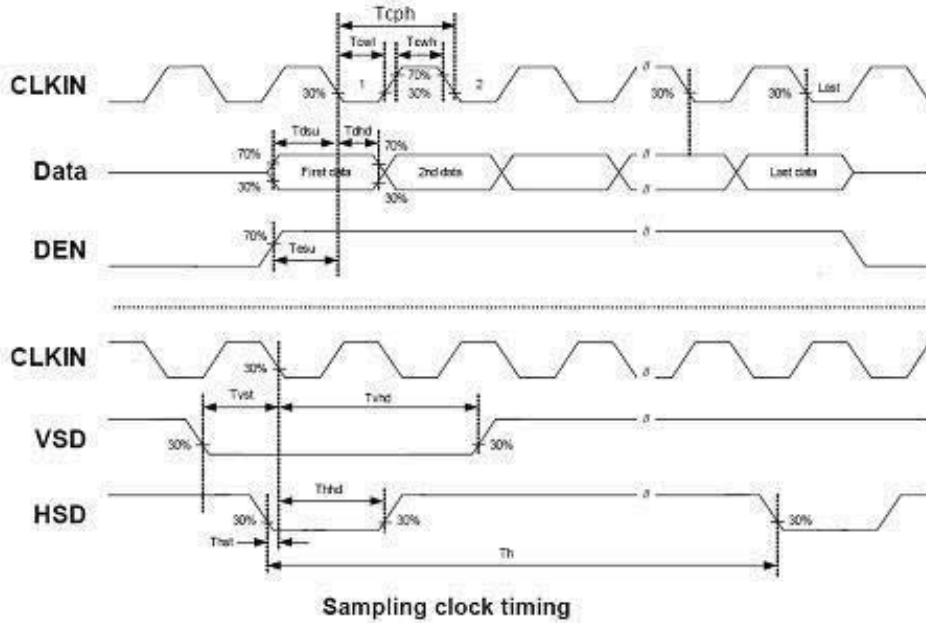 Tcph
Tcwl Tcwh
CLKIN 30% 1 70% 30% 2 // 30% 30% Last
Tdsu Tdhd
70% 70%
Data First data 2nd data // Last data
30% 30%
DEN 70% //
Tesu
CLKIN 30% //
Tvst Tvhd
VSD 30% 30% //
Thhd
HSD 30% 30% // 30%
Thst
Th
Sampling clock timing